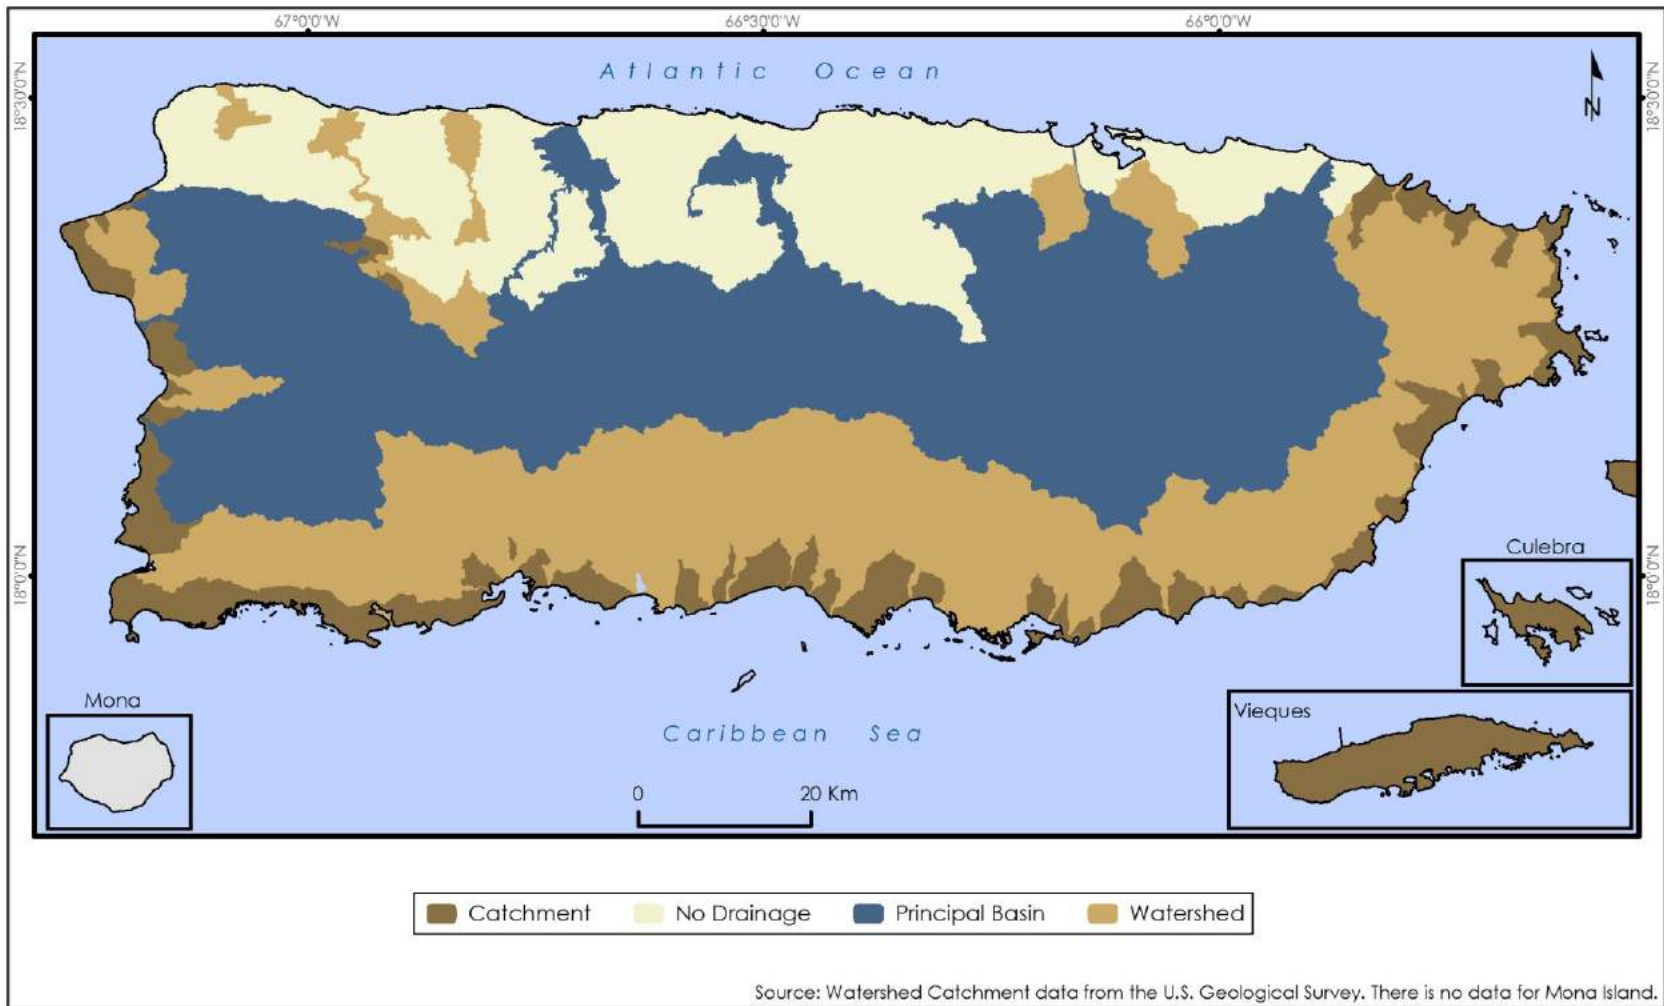 67°0'0"W 66°30'0"W 66°0'0"W
18°30'0"N
18°30'0"N
Atlantic Ocean
N
18°0'0"N
18°0'0"N
Culebra
Mona
Vieques
Caribbean Sea
0 20 Km
Catchment No Drainage Principal Basin Watershed
Source: Watershed Catchment data from the U.S. Geological Survey. There is no data for Mona Island.